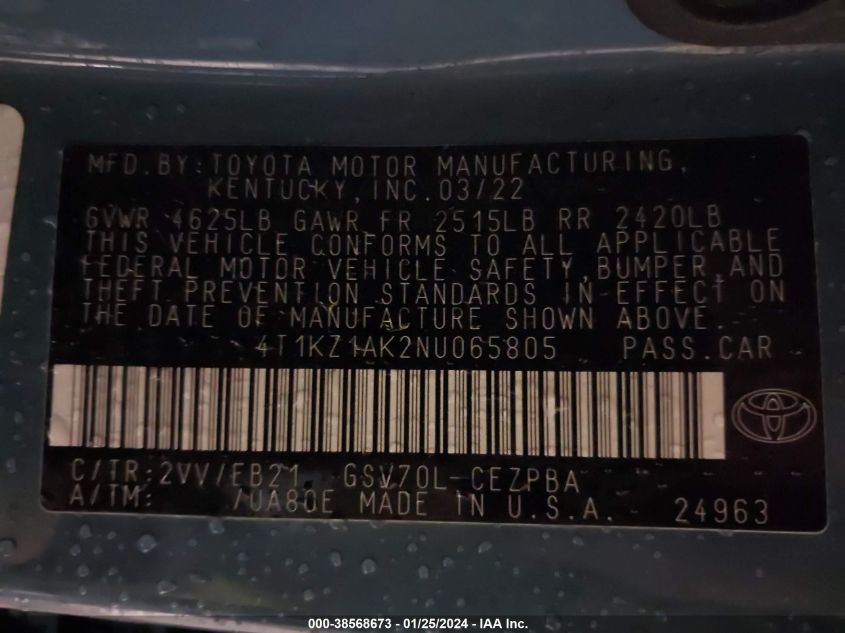 MFD.BY:TOYOTA MOTOR MANUFACTURING,
KENTUCKY,INC.03/22
GVWR 4625LB GAWR FR 2515LB RR 2420LB
THIS VEHICLE CONFORMS TO ALL APPLICABLE
FEDERAL MOTOR VEHICLE SAFETY,BUMPER,AND
THEFT PREVENTION STANDARDS IN EFFECT ON
THE DATE OF MANUFACTURE SHOWN ABOVE.
4T1KZ1AK2NU065805 PASS.CAR
C/TR:2VV/EB21 GSV70L-CEZPBA
A/TM: /UA80E MADE IN U.S.A. 24963
000-38568673 - 01/25/2024 - IAA Inc.